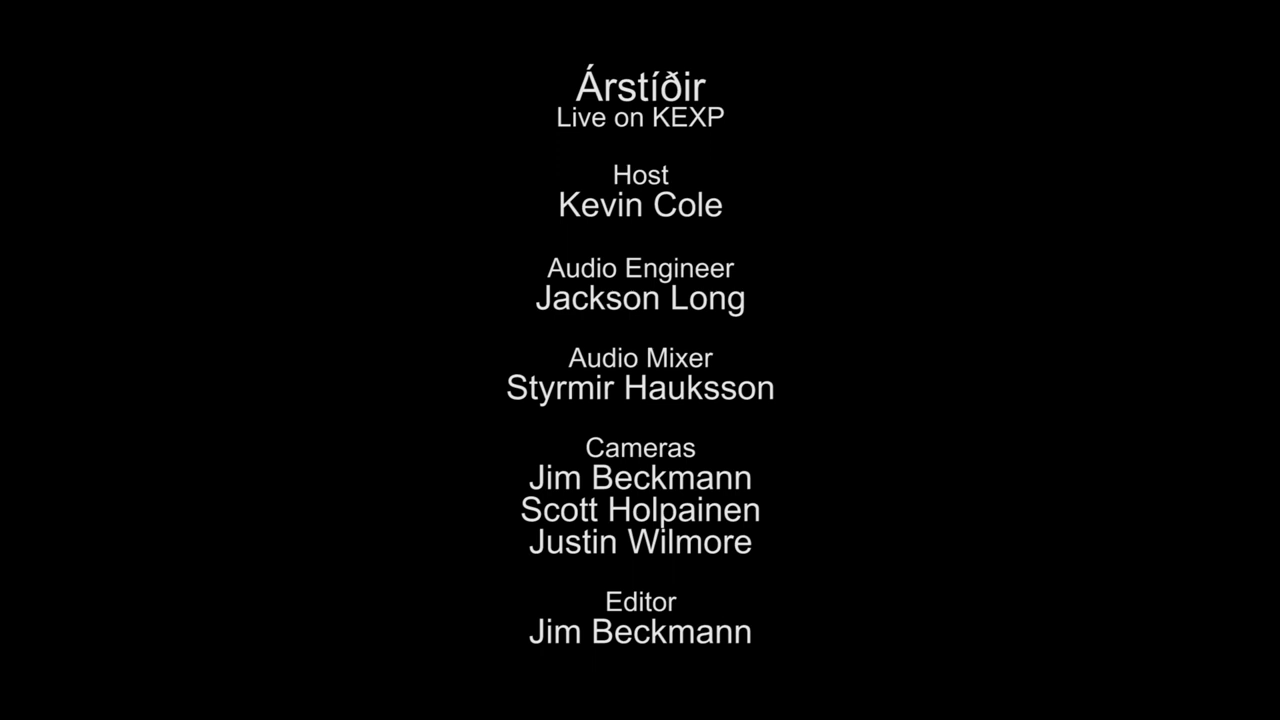 Árstíðir
Live on KEXP
Host
Kevin Cole
Audio Engineer
Jackson Long
Audio Mixer
Styrmir Hauksson
Cameras
Jim Beckmann
Scott Holpainen
Justin Wilmore
Editor
Jim Beckmann